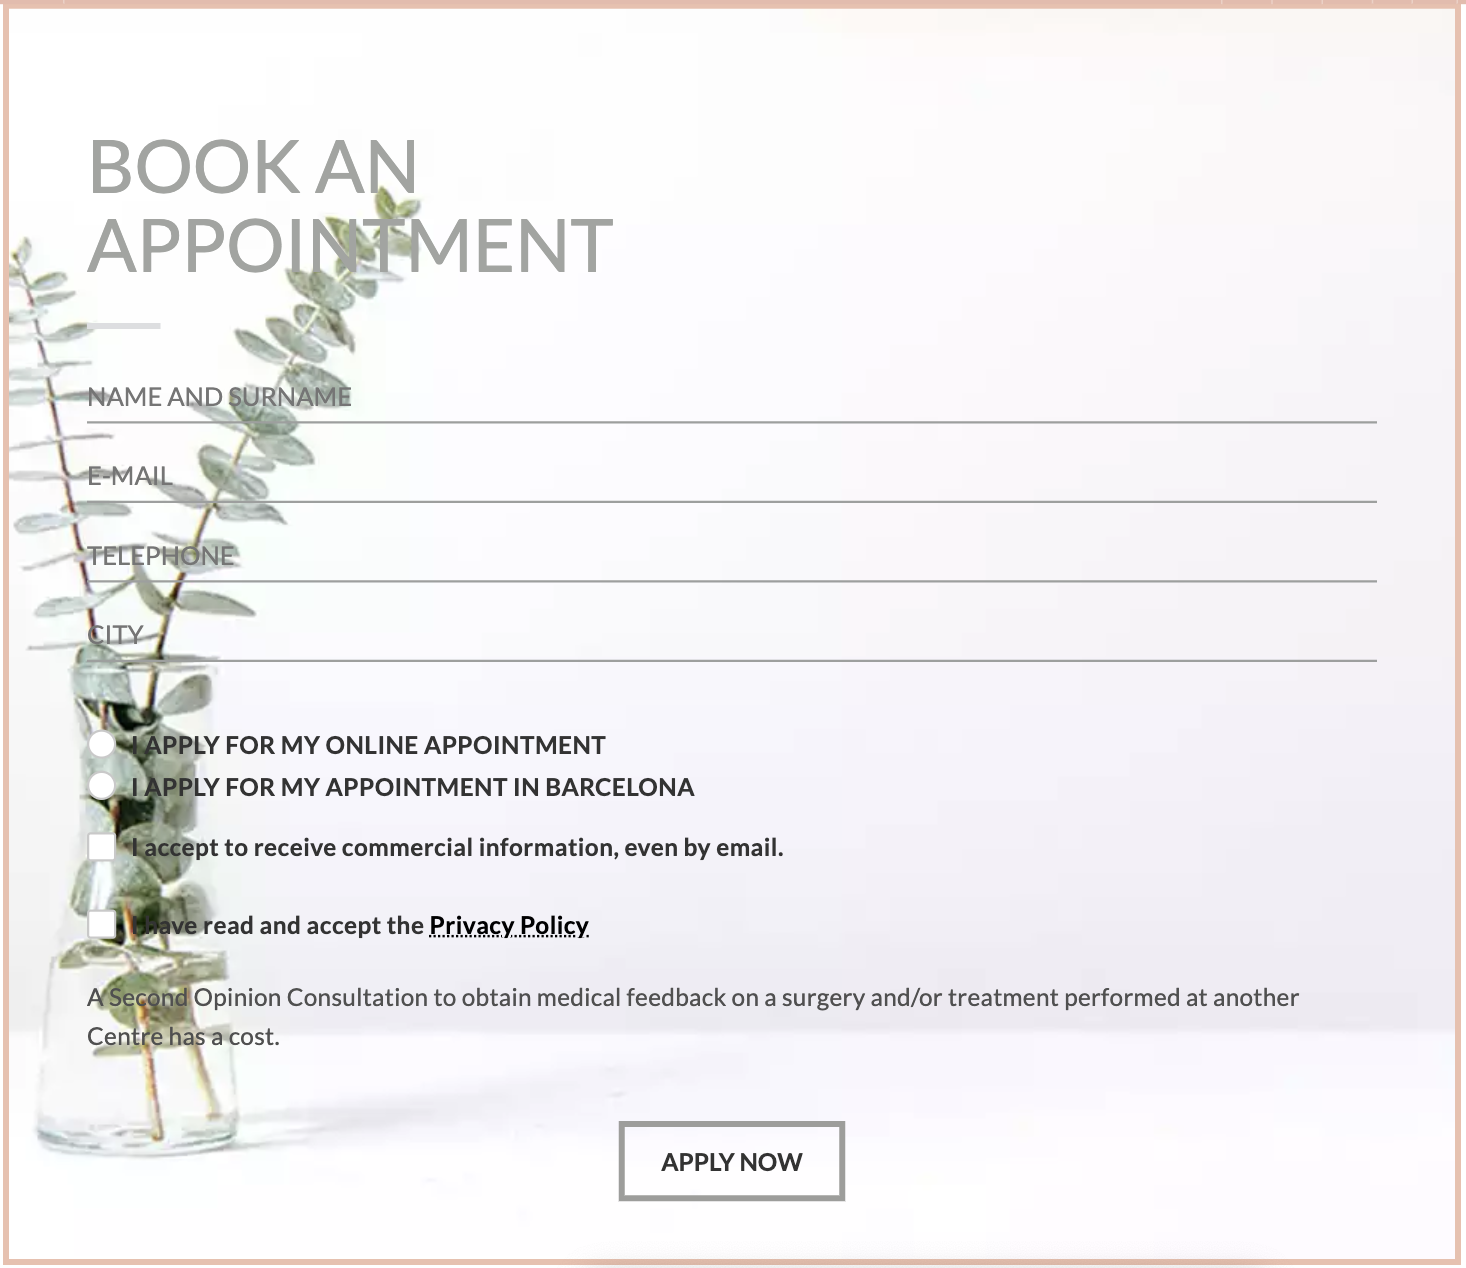 BOOK AN
APPOINTMENT
NAME AND SURNAME
E-MAIL
TELEPHONE
CITY
I APPLY FOR MY ONLINE APPOINTMENT
I APPLY FOR MY APPOINTMENT IN BARCELONA
I accept to receive commercial information, even by email.
I have read and accept the Privacy Policy
A Second Opinion Consultation to obtain medical feedback on a surgery and/or treatment performed at another
Centre has a cost.
APPLY NOW